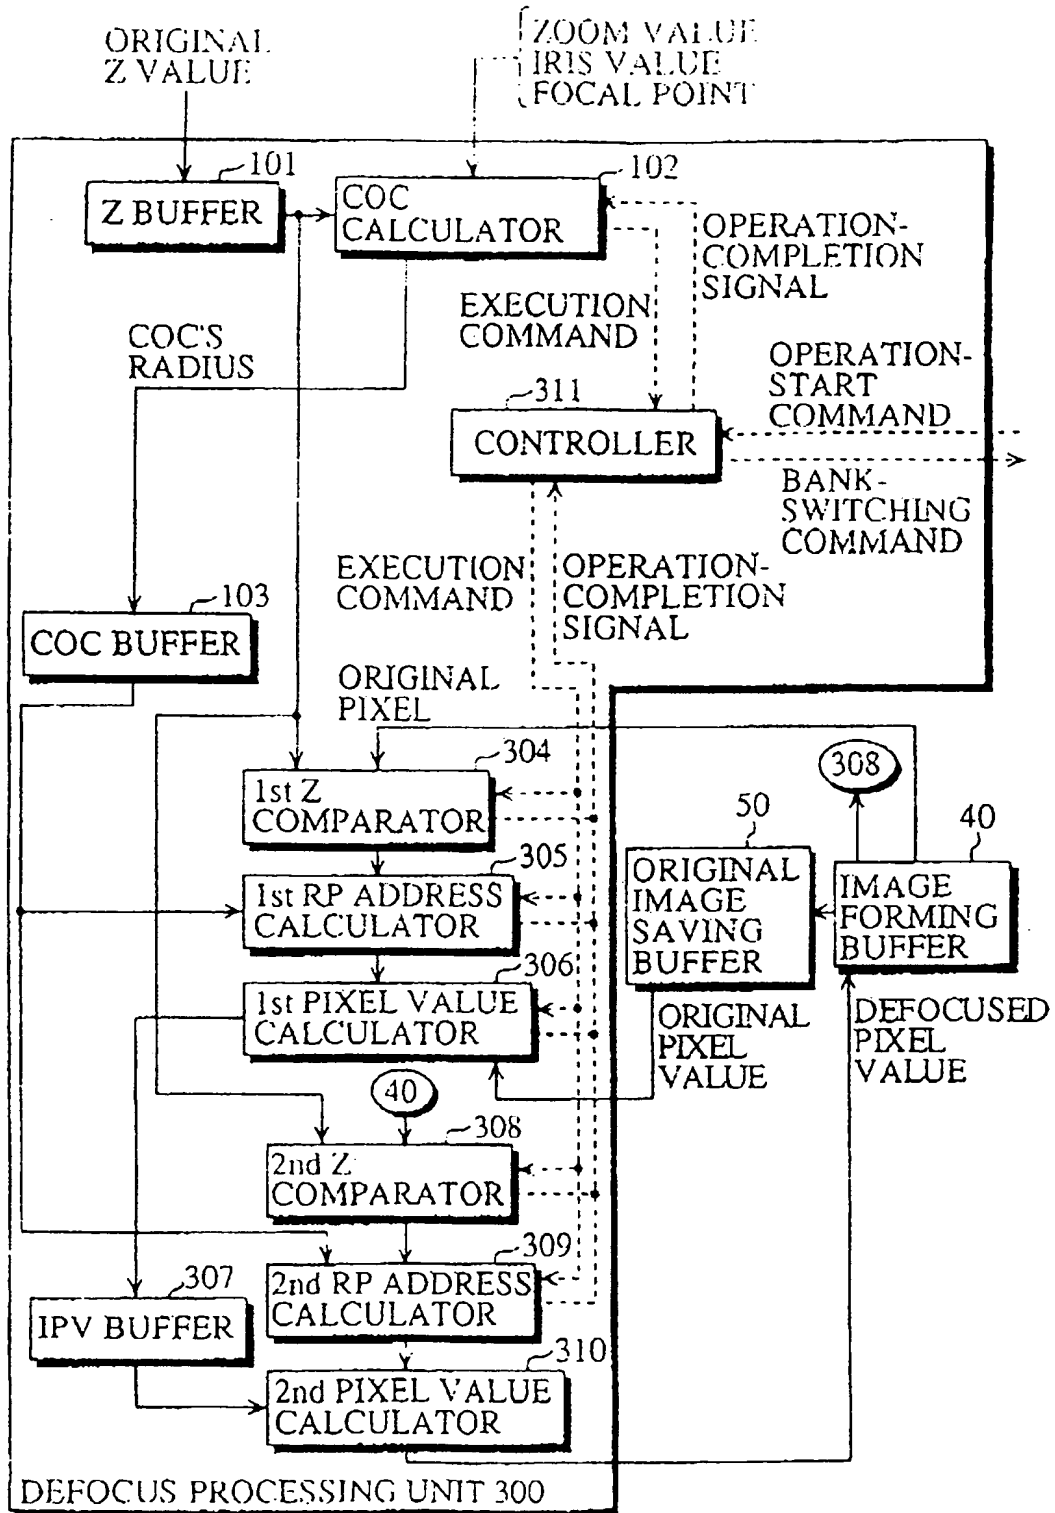 ORIGINAL
Z VALUE
ZOOM VALUE
IRIS VALUE
FOCAL POINT
101
Z BUFFER
102
COC
CALCULATOR
OPERATION-
COMPLETION
SIGNAL
EXECUTION
COMMAND
COC'S
RADIUS
OPERATION-
START
COMMAND
311
CONTROLLER
BANK-
SWITCHING
COMMAND
EXECUTION
COMMAND
OPERATION-
COMPLETION
SIGNAL
103
COC BUFFER
ORIGINAL
PIXEL
304
1st Z
COMPARATOR
308
50
ORIGINAL
IMAGE
SAVING
BUFFER
40
IMAGE
FORMING
BUFFER
305
1st RP ADDRESS
CALCULATOR
306
1st PIXEL VALUE
CALCULATOR
ORIGINAL
PIXEL
VALUE
DEFOCUSED
PIXEL
VALUE
40
308
2nd Z
COMPARATOR
309
2nd RP ADDRESS
CALCULATOR
307
IPV BUFFER
310
2nd PIXEL VALUE
CALCULATOR
DEFOCUS PROCESSING UNIT 300